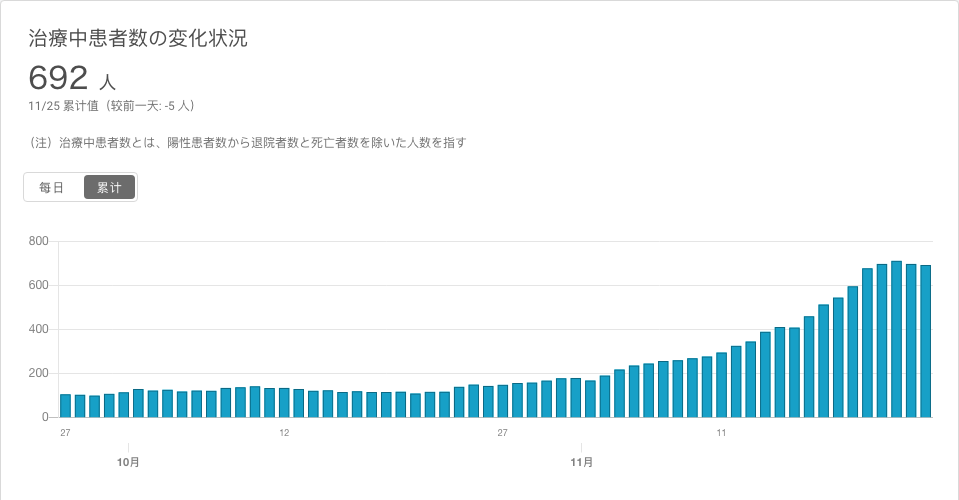 治療中患者数の変化状況
692 人
11/25 累计值（较前一天: -5 人）
（注）治療中患者数とは、陽性患者数から退院者数と死亡者数を除いた人数を指す
每日 累计
800
600
400
200
0
27 12 27 11
10月 11月